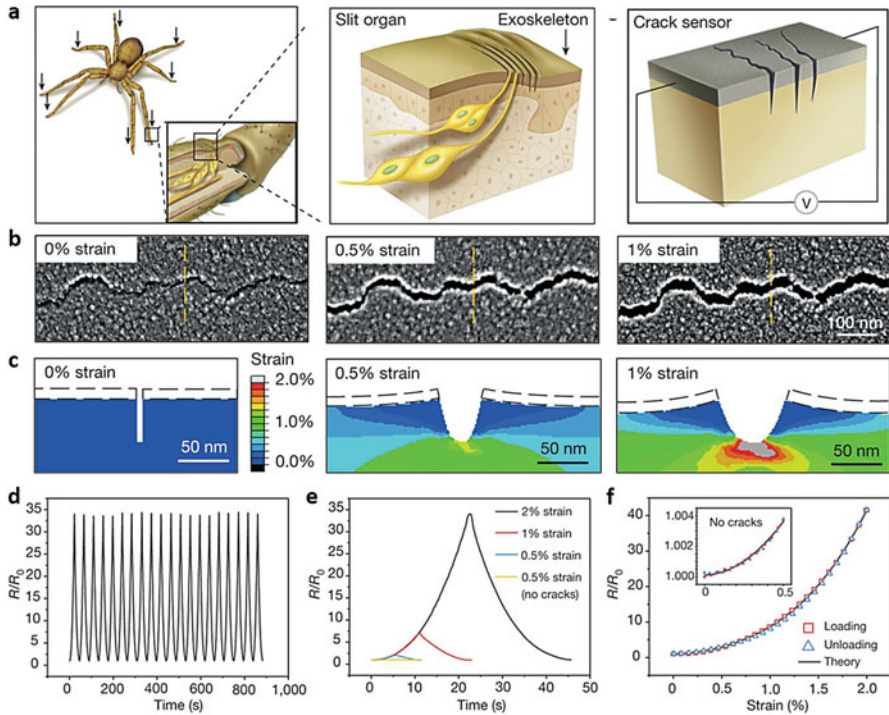 a
Slit organ
Exoskeleton
Crack sensor
V
b
0% strain
0.5% strain
1% strain
100 nm
c
0% strain
Strain
2.0%
1.0%
0.0%
50 nm
0.5% strain
50 nm
1% strain
50 nm
d
R/R₀
35
30
25
20
15
10
5
0
0 200 400 600 800 1,000
Time (s)
e
R/R₀
35
30
25
20
15
10
5
0
2% strain
1% strain
0.5% strain
0.5% strain
(no cracks)
0 10 20 30 40 50
Time (s)
f
R/R₀
40
30
20
10
0
1.004
1.002
1.000
No cracks
0 0.5
Loading
Unloading
Theory
0 0.5 1.0 1.5 2.0
Strain (%)